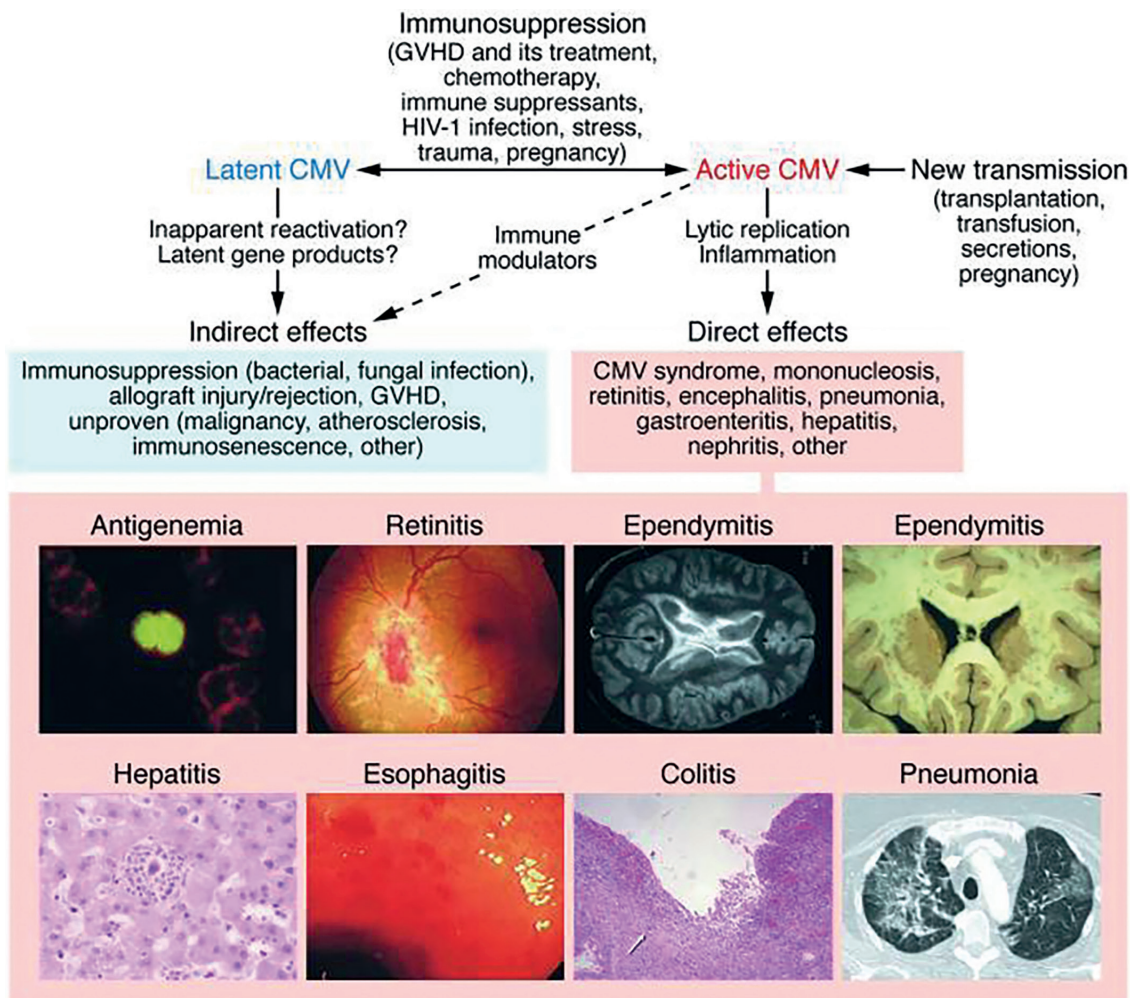 Immunosuppression
(GVHD and its treatment,
chemotherapy,
immune suppressants,
HIV-1 infection, stress,
trauma, pregnancy)
Latent CMV
Active CMV
New transmission
(transplantation,
transfusion,
secretions,
pregnancy)
Inapparent reactivation?
Latent gene products?
Immune
modulators
Lytic replication
Inflammation
Indirect effects
Immunosuppression (bacterial, fungal infection),
allograft injury/rejection, GVHD,
unproven (malignancy, atherosclerosis,
immunosenescence, other)
Direct effects
CMV syndrome, mononucleosis,
retinitis, encephalitis, pneumonia,
gastroenteritis, hepatitis,
nephritis, other
Antigenemia
Retinitis
Ependymitis
Ependymitis
Hepatitis
Esophagitis
Colitis
Pneumonia